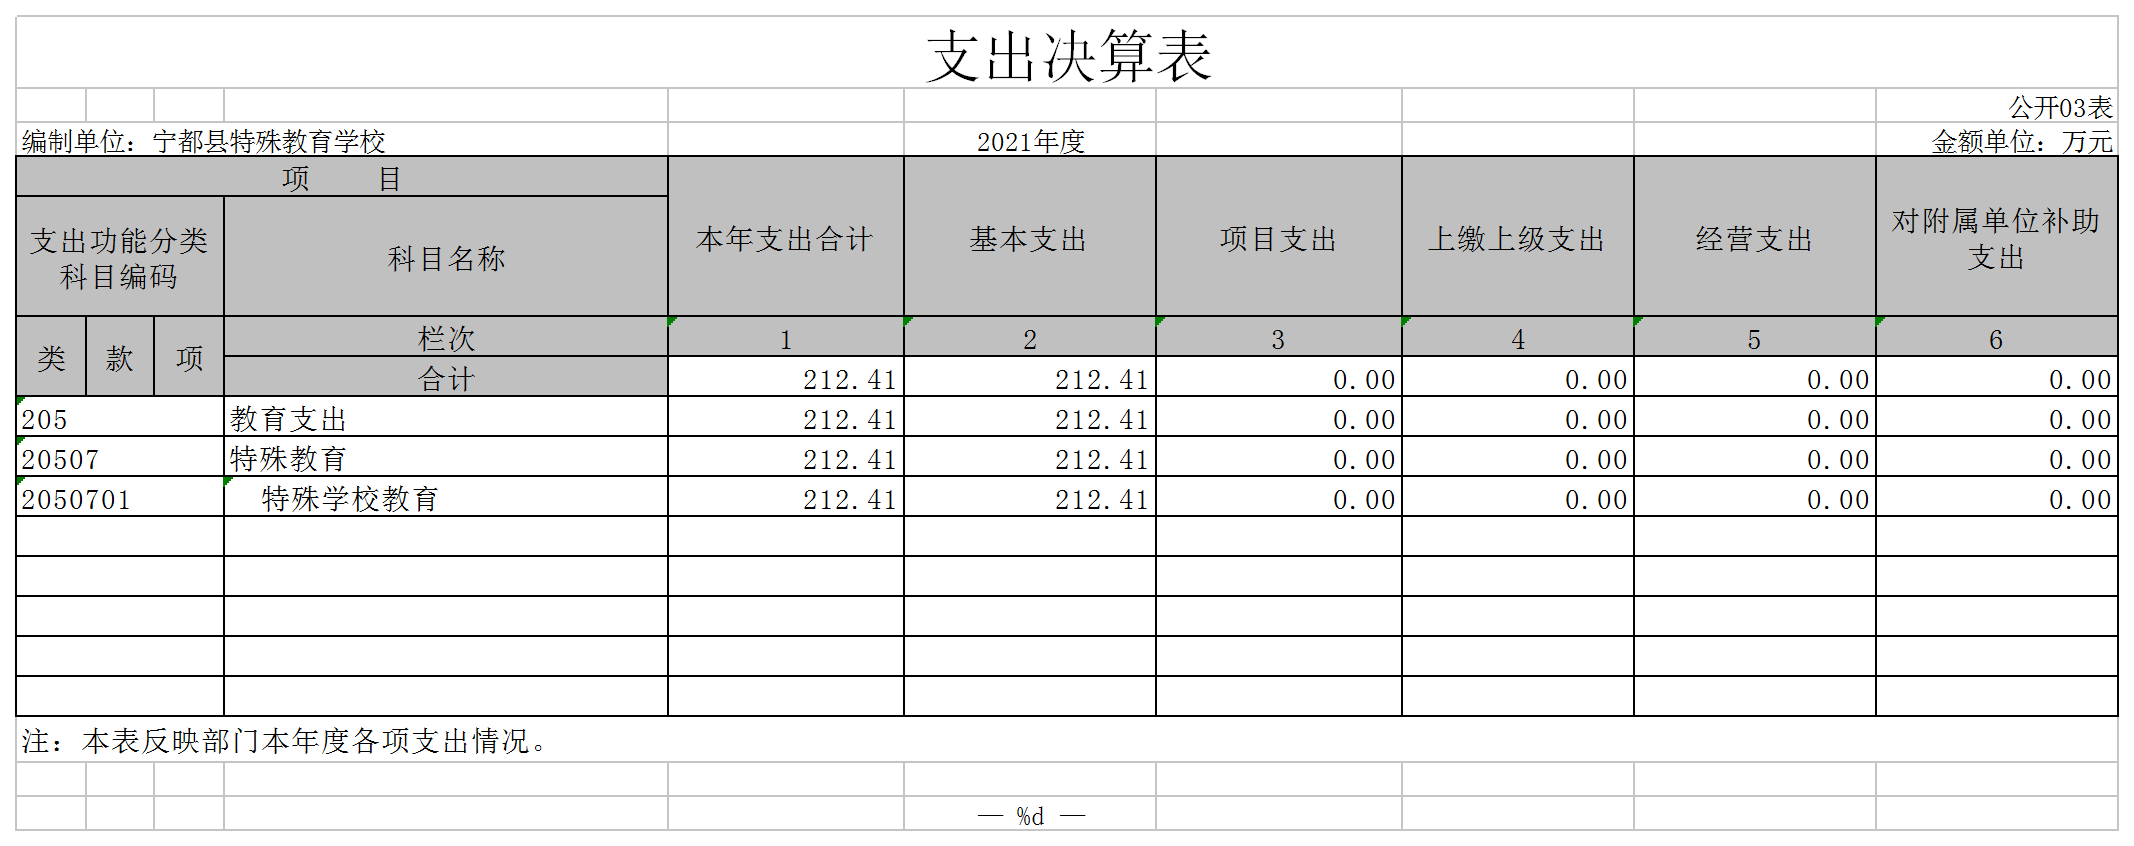 支出决算表
公开03表
编制单位：宁都县特殊教育学校 2021年度 金额单位：万元
项 目 本年支出合计 基本支出 项目支出 上缴上级支出 经营支出 对附属单位补助
支出
支出功能分类
科目编码 科目名称
类 款 项 栏次 1 2 3 4 5 6
合计 212.41 212.41 0.00 0.00 0.00 0.00
205 教育支出 212.41 212.41 0.00 0.00 0.00 0.00
20507 特殊教育 212.41 212.41 0.00 0.00 0.00 0.00
2050701 特殊学校教育 212.41 212.41 0.00 0.00 0.00 0.00
注：本表反映部门本年度各项支出情况。
— %d —